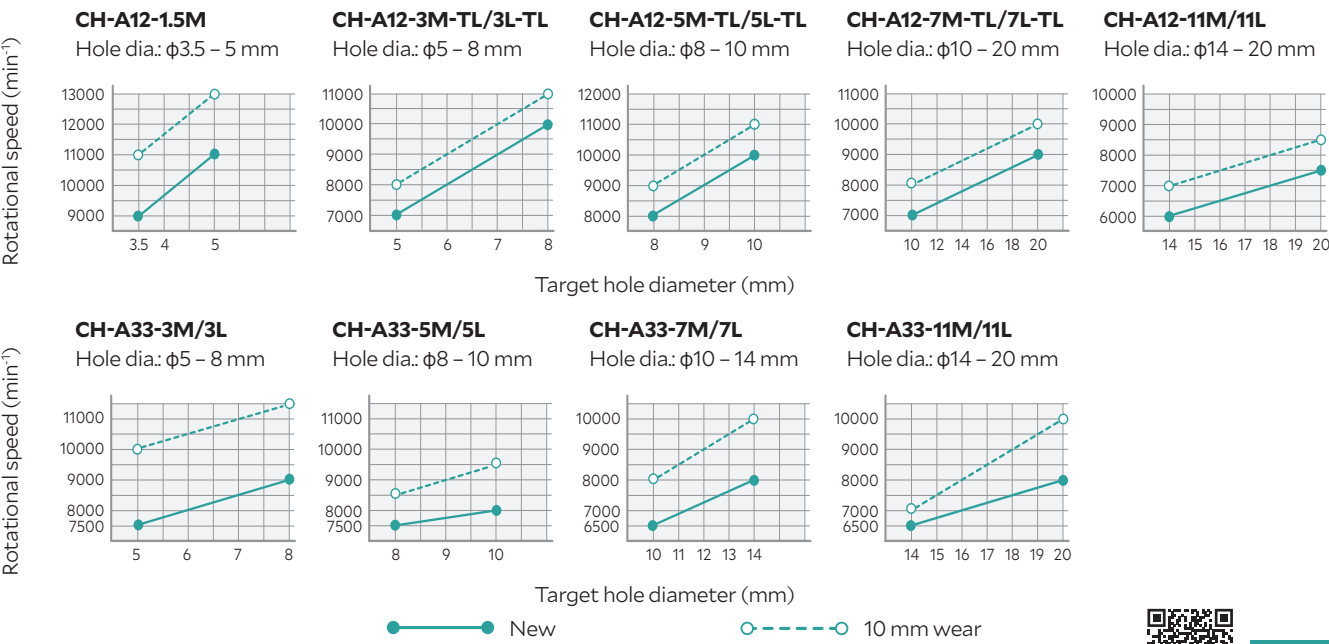 CH-A12-1.5M
Hole dia.: φ3.5 – 5 mm
CH-A12-3M-TL/3L-TL
Hole dia.: φ5 – 8 mm
CH-A12-5M-TL/5L-TL
Hole dia.: φ8 – 10 mm
CH-A12-7M-TL/7L-TL
Hole dia.: φ10 – 20 mm
CH-A12-11M/11L
Hole dia.: φ14 – 20 mm
Rotational speed (min⁻¹)
13000
12000
11000
10000
9000
3.5 4 5
11000
10000
9000
8000
7000
5 6 7 8
12000
11000
10000
9000
8000
8 9 10
11000
10000
9000
8000
7000
10 12 14 16 18 20
10000
9000
8000
7000
6000
14 15 16 17 18 19 20
Target hole diameter (mm)
CH-A33-3M/3L
Hole dia.: φ5 – 8 mm
CH-A33-5M/5L
Hole dia.: φ8 – 10 mm
CH-A33-7M/7L
Hole dia.: φ10 – 14 mm
CH-A33-11M/11L
Hole dia.: φ14 – 20 mm
Rotational speed (min⁻¹)
11000
10000
9000
8000
7500
5 6 7 8
11000
10000
9000
8000
7500
8 9 10
10000
9000
8000
7000
6500
10 11 12 13 14
10000
9000
8000
7000
6500
14 15 16 17 18 19 20
Target hole diameter (mm)
New
10 mm wear